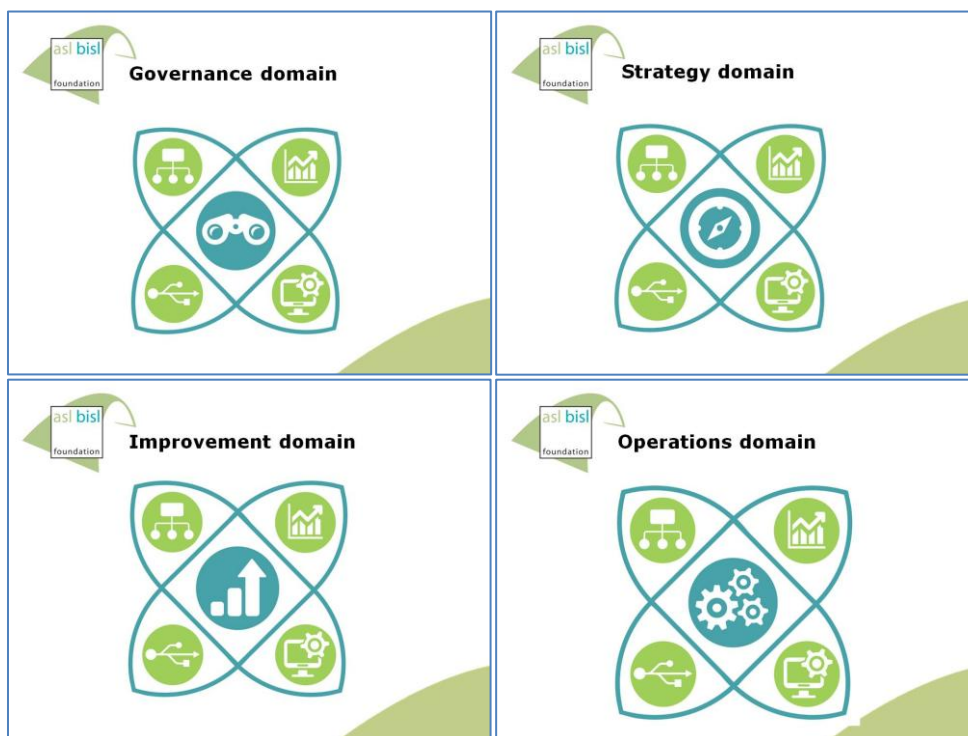 asl bisl
foundation
Governance domain
asl bisl
foundation
Strategy domain
asl bisl
foundation
Improvement domain
asl bisl
foundation
Operations domain